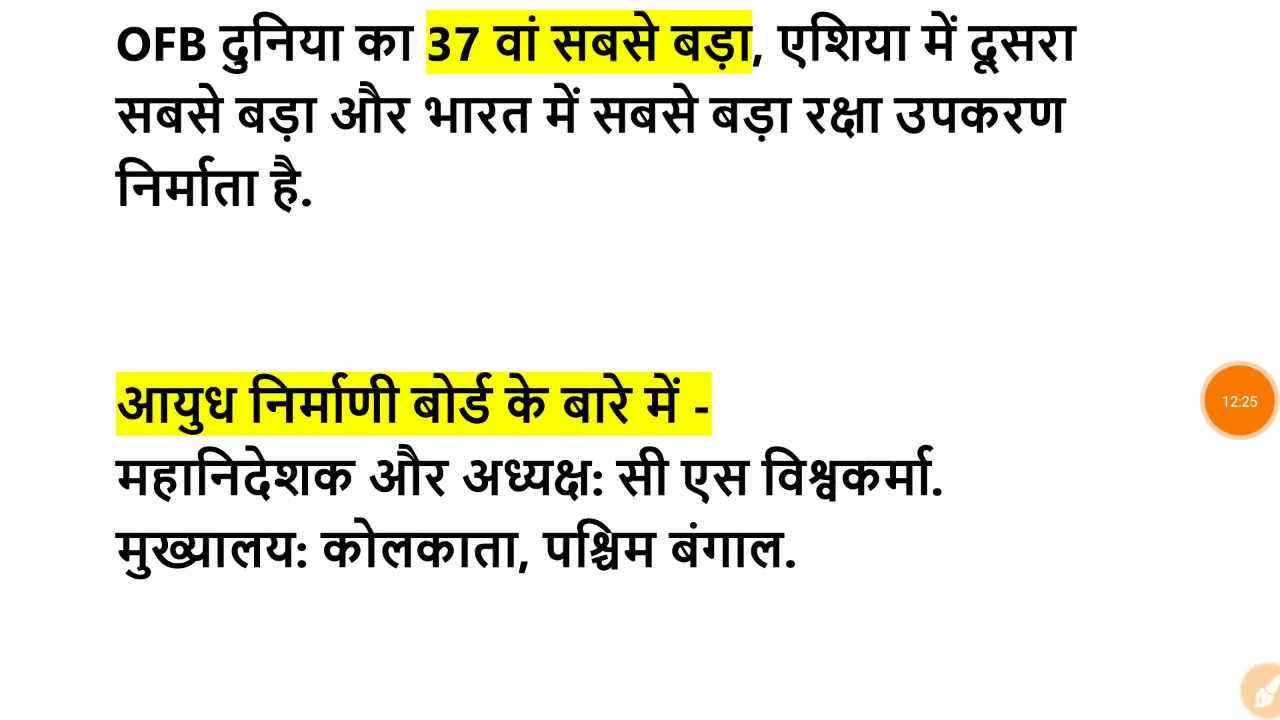 OFB दुनिया का 37 वां सबसे बड़ा, एशिया में दूसरा
सबसे बड़ा और भारत में सबसे बड़ा रक्षा उपकरण
निर्माता है.
आयुध निर्माणी बोर्ड के बारे में -
महानिदेशक और अध्यक्ष: सी एस विश्वकर्मा.
मुख्यालय: कोलकाता, पश्चिम बंगाल.
12:25